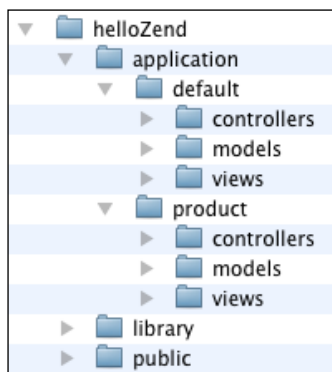 helloZend
application
default
controllers
models
views
product
controllers
models
views
library
public